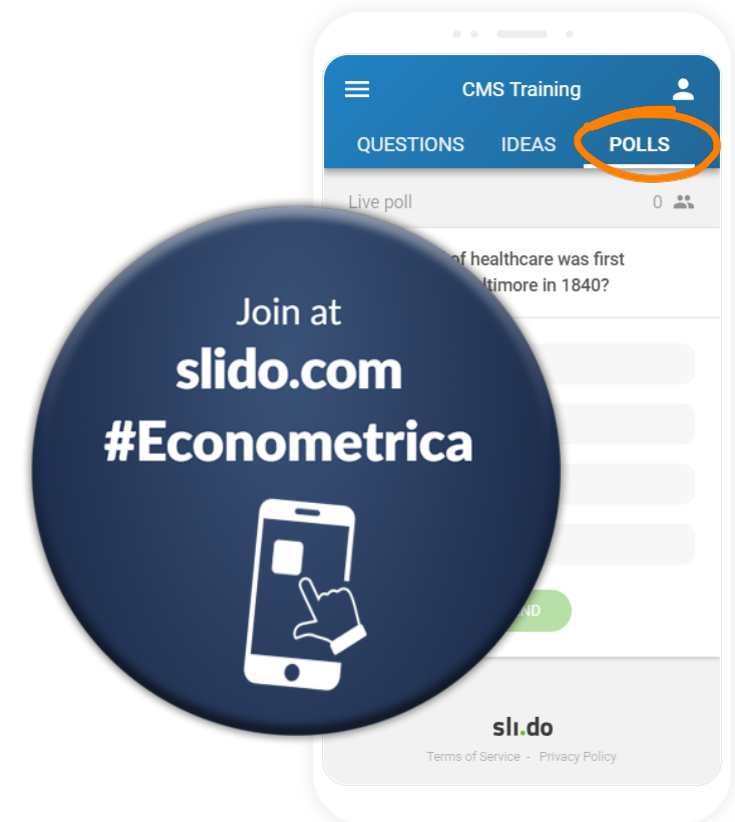 CMS Training
QUESTIONS IDEAS POLLS
Live poll 0
of healthcare was first
in 1840?
Join at
slido.com
#Econometrica
sli.do
Terms of Service - Privacy Policy